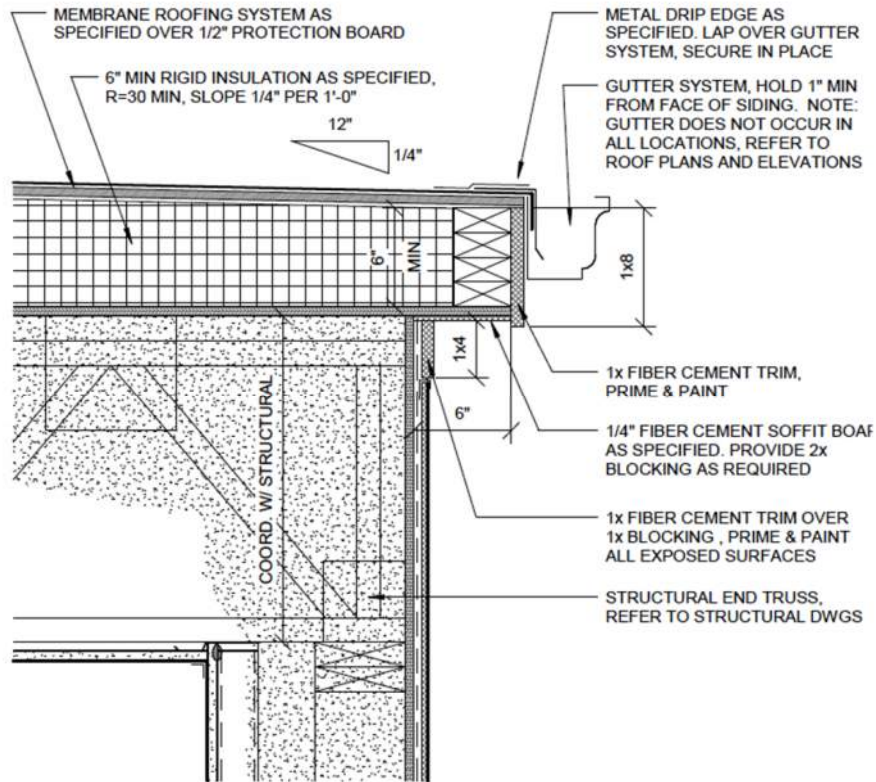 MEMBRANE ROOFING SYSTEM AS
SPECIFIED OVER 1/2" PROTECTION BOARD
6" MIN RIGID INSULATION AS SPECIFIED,
R=30 MIN, SLOPE 1/4" PER 1'-0"
12"
1/4"
METAL DRIP EDGE AS
SPECIFIED. LAP OVER GUTTER
SYSTEM, SECURE IN PLACE
GUTTER SYSTEM, HOLD 1" MIN
FROM FACE OF SIDING. NOTE:
GUTTER DOES NOT OCCUR IN
ALL LOCATIONS, REFER TO
ROOF PLANS AND ELEVATIONS
6"
MIN.
1x8
1x4
6"
COORD. W/ STRUCTURAL
1x FIBER CEMENT TRIM,
PRIME & PAINT
1/4" FIBER CEMENT SOFFIT
AS SPECIFIED. PROVIDE 2x
BLOCKING AS REQUIRED
1x FIBER CEMENT TRIM OVER
1x BLOCKING , PRIME & PAINT
ALL EXPOSED SURFACES
STRUCTURAL END TRUSS,
REFER TO STRUCTURAL DWGS